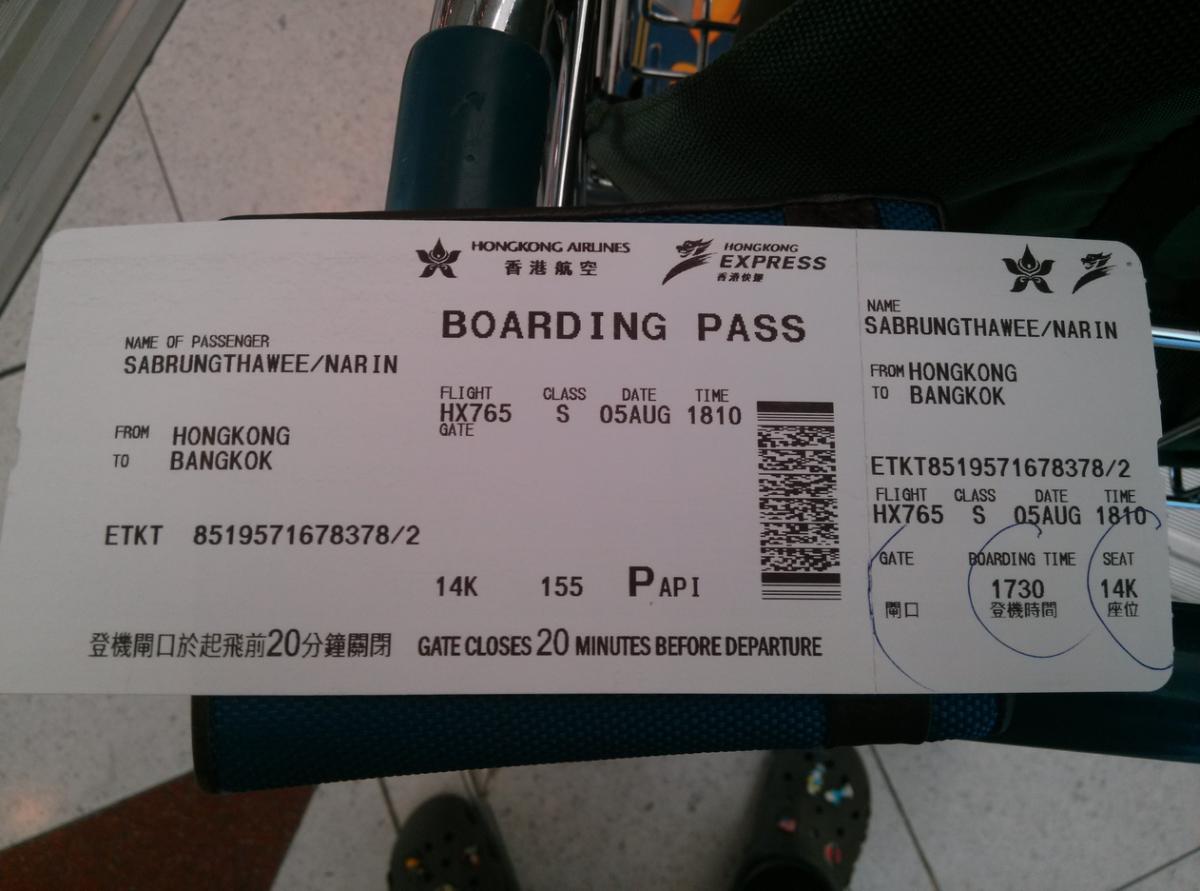 HONGKONG AIRLINES
香港航空
HONGKONG
EXPRESS
香港快運
BOARDING PASS
NAME OF PASSENGER
SABRUNGTHAWEE/NARIN
FLIGHT CLASS DATE TIME
HX765 S 05AUG 1810
GATE
FROM HONGKONG
TO BANGKOK
ETKT 8519571678378/2
14K 155 PAPI
登機閘口於起飛前20分鐘關閉 GATE CLOSES 20 MINUTES BEFORE DEPARTURE
NAME
SABRUNGTHAWEE/NARIN
FROM HONGKONG
TO BANGKOK
ETKT8519571678378/2
FLIGHT CLASS DATE TIME
HX765 S 05AUG 1810
GATE BOARDING TIME SEAT
1730 14K
閘口 登機時間 座位